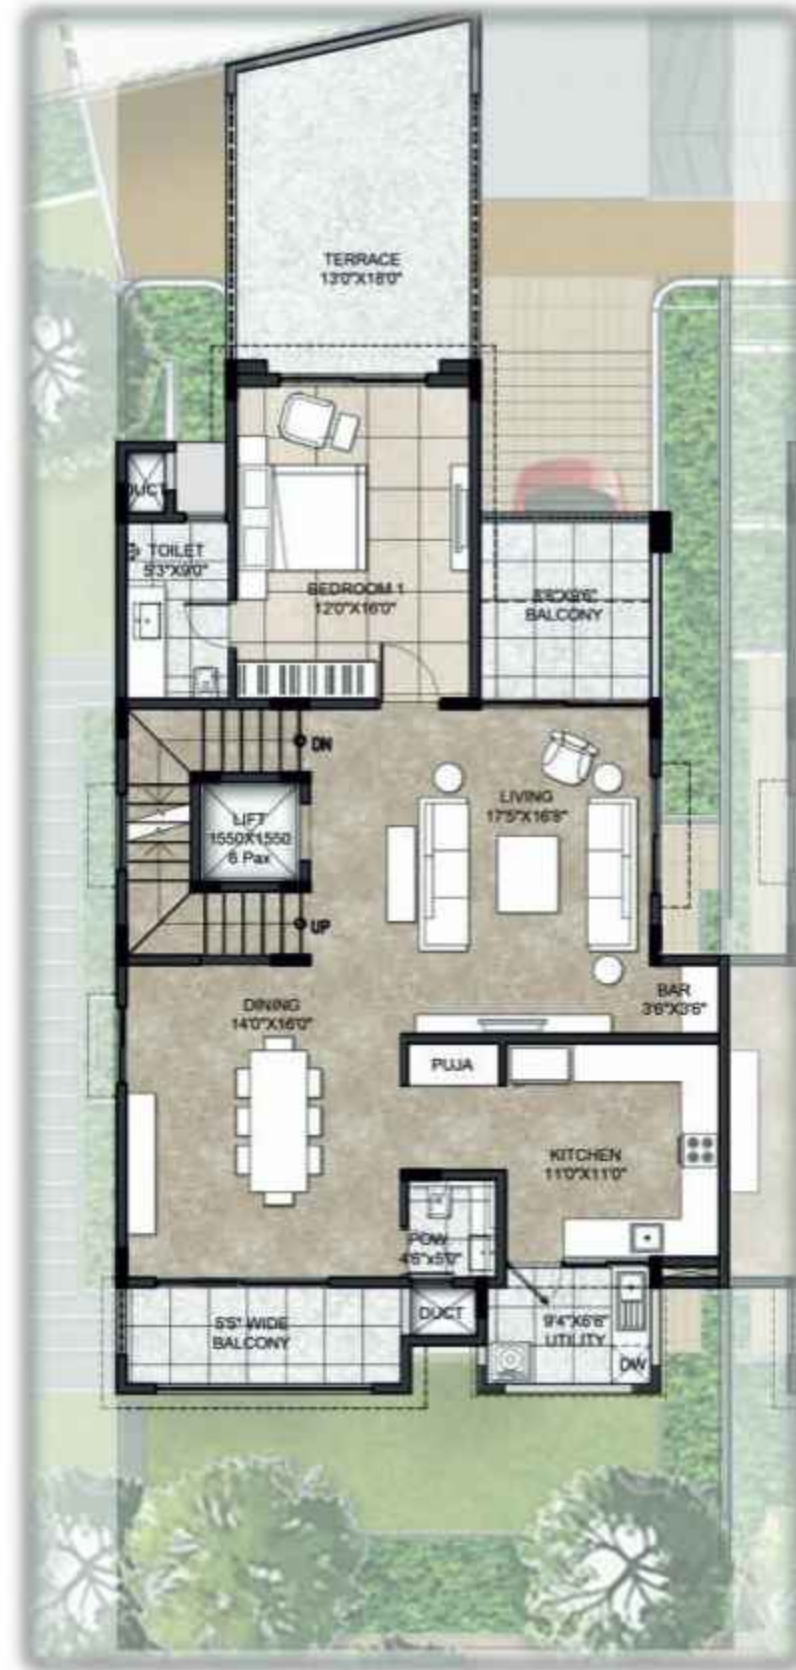 TERRACE
13'0"X18'0"
DUCT
TOILET
5'3"X9'0"
BEDROOM 1
12'0"X16'0"
BALCONY
DN
LIFT
1550X1550
6 Pax
LIVING
17'5"X16'8"
UP
DINING
14'0"X16'0"
BAR
3'6"X3'6"
PUJA
KITCHEN
11'0"X11'0"
POW
4'6"x5'0"
5'5" WIDE
BALCONY
DUCT
9'4"X6'6"
UTILITY
DW